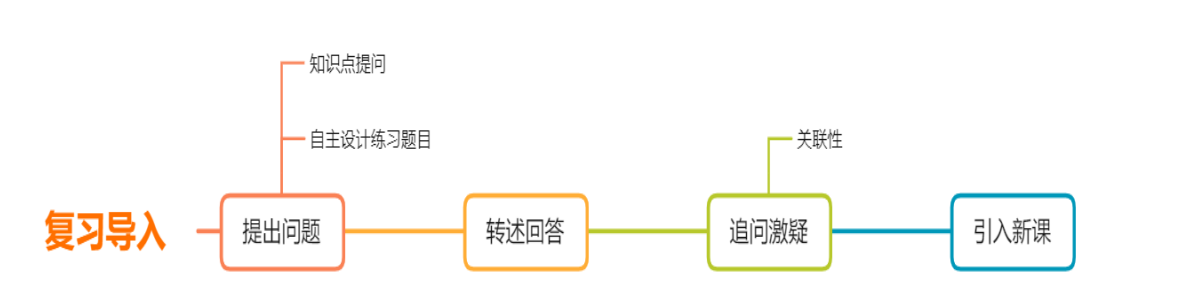 知识点提问
自主设计练习题目
关联性
复习导入
提出问题
转述回答
追问激疑
引入新课